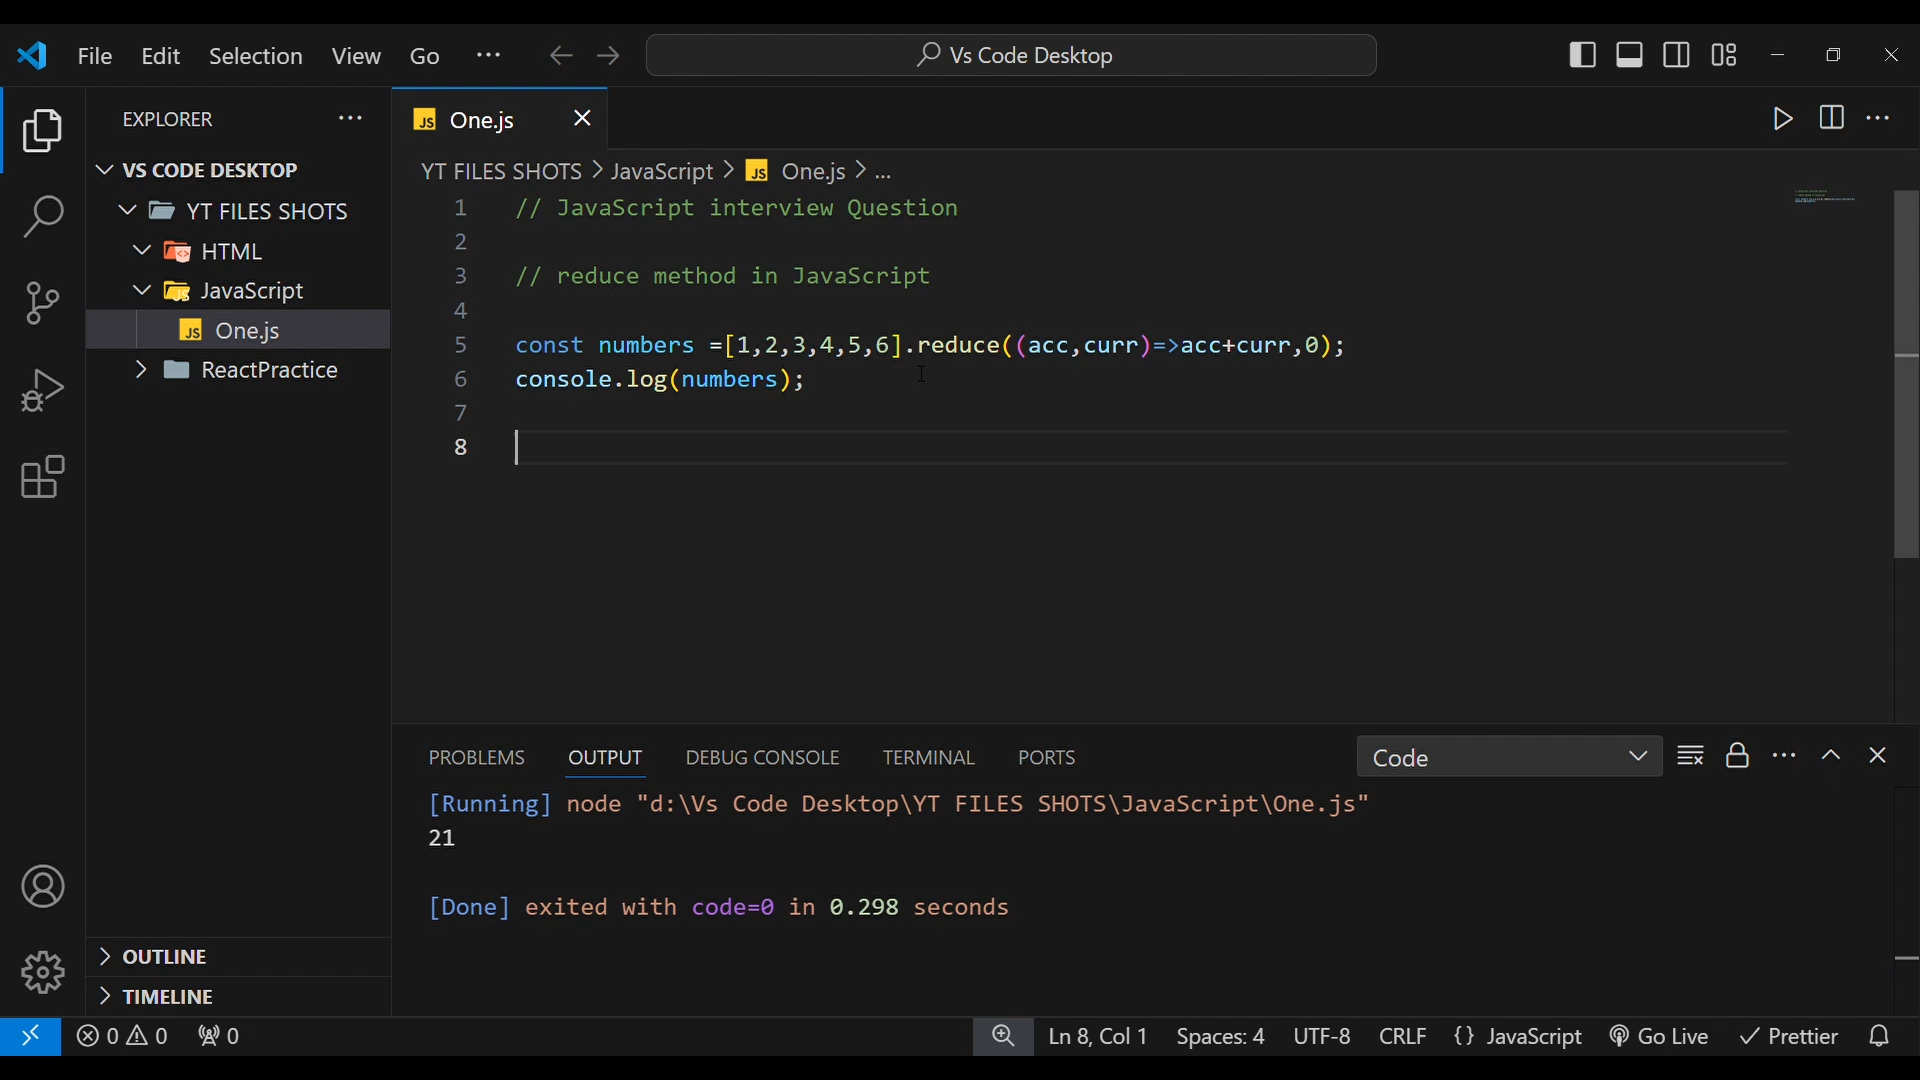 File Edit Selection View Go ··· Vs Code Desktop
EXPLORER ···
One.js
VS CODE DESKTOP
YT FILES SHOTS
HTML
JavaScript
JS One.js
ReactPractice
OUTLINE
TIMELINE
JS One.js
YT FILES SHOTS > JavaScript > JS One.js > ...
1 // JavaScript interview Question
2
3 // reduce method in JavaScript
4
5 const numbers =[1,2,3,4,5,6].reduce((acc,curr)=>acc+curr,0);
6 console.log(numbers);
7
8
PROBLEMS OUTPUT DEBUG CONSOLE TERMINAL PORTS Code
[Running] node "d:\Vs Code Desktop\YT FILES SHOTS\JavaScript\One.js"
21
[Done] exited with code=0 in 0.298 seconds
0 0 0 Ln 8, Col 1 Spaces: 4 UTF-8 CRLF {} JavaScript Go Live Prettier